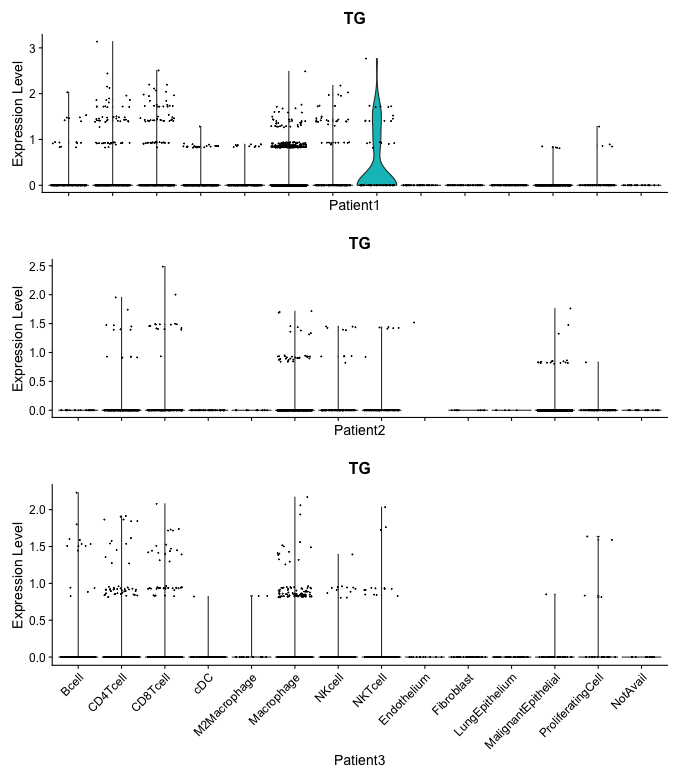 TG
Expression Level
3
2
1
0
Patient1
TG
Expression Level
2.5
2.0
1.5
1.0
0.5
0.0
Patient2
TG
Expression Level
2.0
1.5
1.0
0.5
0.0
Bcell
CD4Tcell
CD8Tcell
cDC
M2Macrophage
Macrophage
NKcell
NKTcell
Endothelium
Fibroblast
LungEpithelium
MalignantEpithelial
ProliferatingCell
NotAvail
Patient3